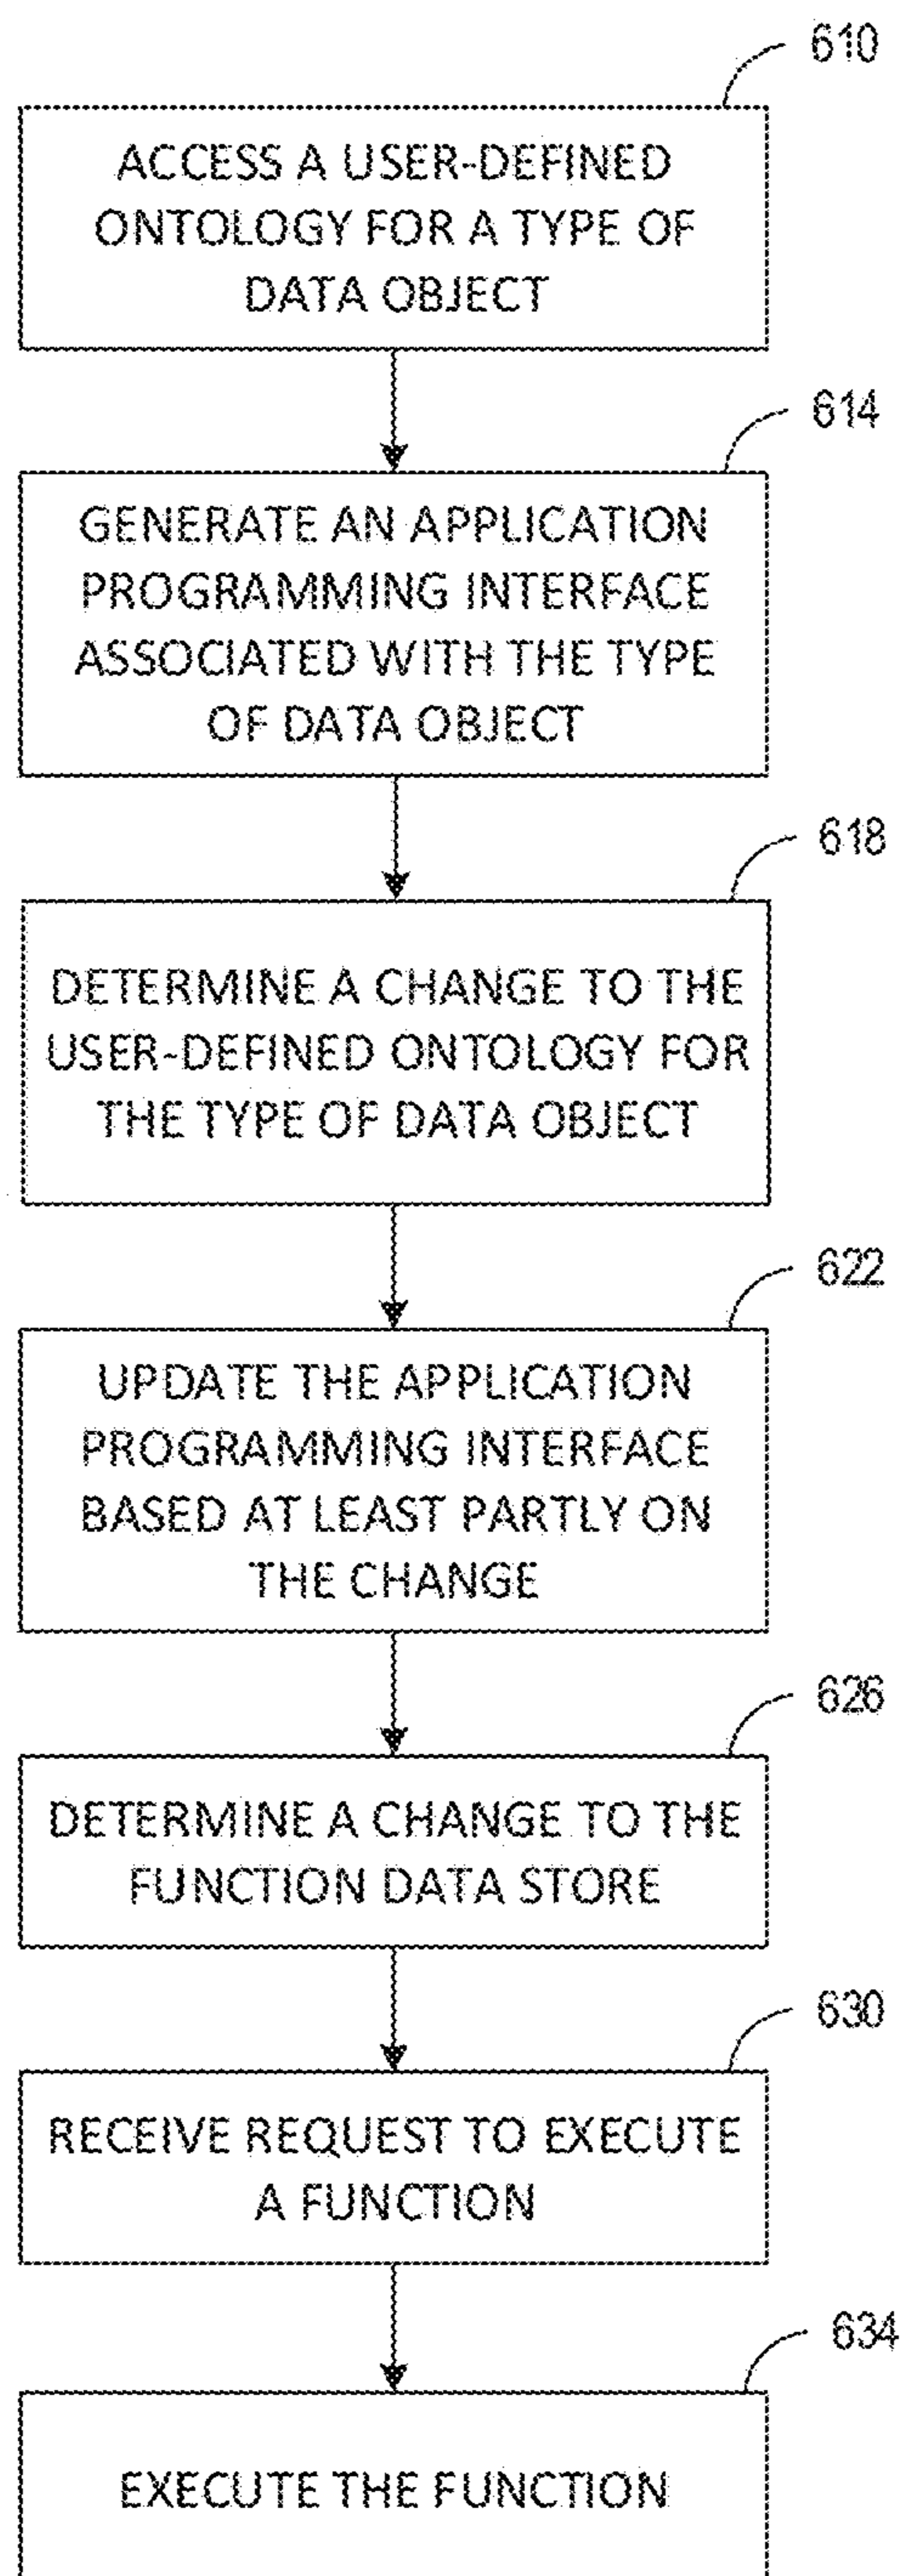 610
ACCESS A USER-DEFINED
ONTOLOGY FOR A TYPE OF
DATA OBJECT
614
GENERATE AN APPLICATION
PROGRAMMING INTERFACE
ASSOCIATED WITH THE TYPE
OF DATA OBJECT
618
DETERMINE A CHANGE TO THE
USER-DEFINED ONTOLOGY FOR
THE TYPE OF DATA OBJECT
622
UPDATE THE APPLICATION
PROGRAMMING INTERFACE
BASED AT LEAST PARTLY ON
THE CHANGE
626
DETERMINE A CHANGE TO THE
FUNCTION DATA STORE
630
RECEIVE REQUEST TO EXECUTE
A FUNCTION
634
EXECUTE THE FUNCTION